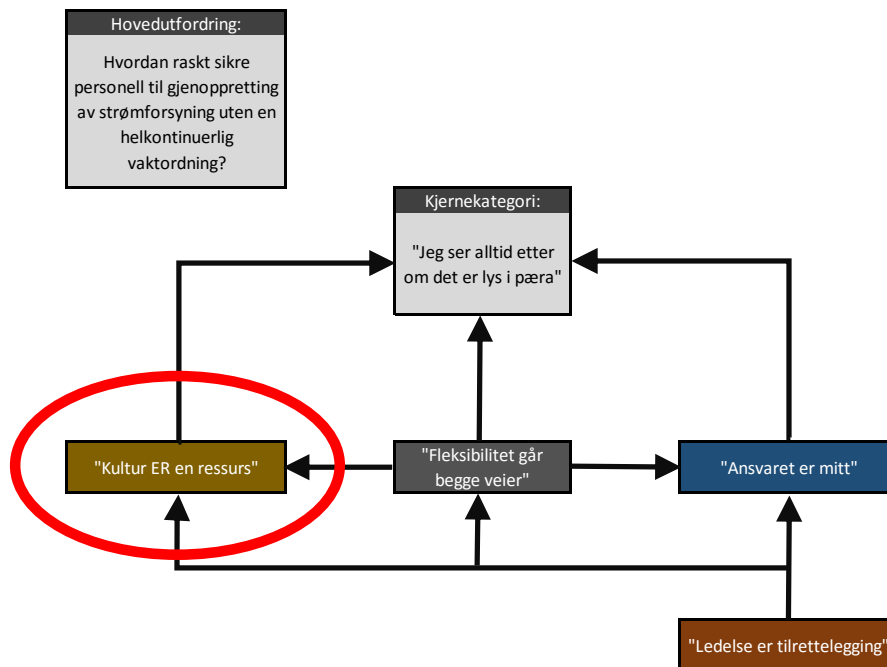 Hovedutfordring:
Hvordan raskt sikre
personell til gjenoppretting
av strømforsyning uten en
helkontinuerlig
vaktordning?
Kjernekategori:
"Jeg ser alltid etter
om det er lys i pæra"
"Kultur ER en ressurs"
"Fleksibilitet går
begge veier"
"Ansvaret er mitt"
"Ledelse er tilrettelegging"